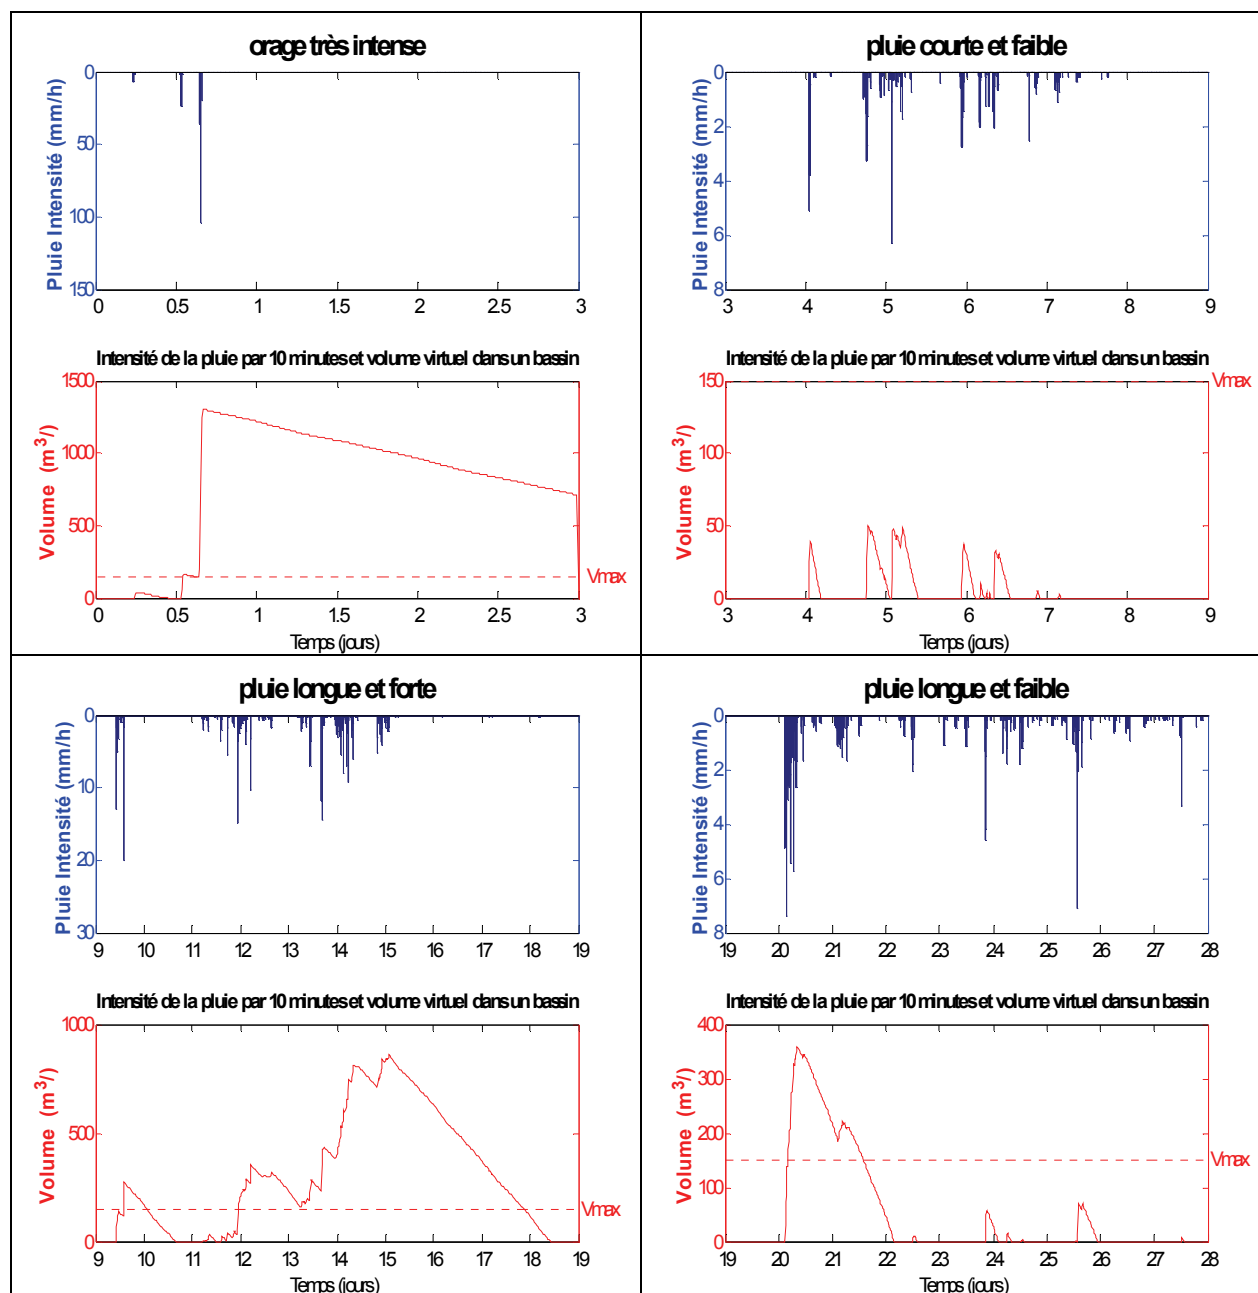 orage très intense
Pluie Intensité (mm/h)
0
50
100
150
0 0.5 1 1.5 2 2.5 3
Intensité de la pluie par 10 minutes et volume virtuel dans un bassin
Volume (m³/)
1500
1000
500
0
Vmax
0 0.5 1 1.5 2 2.5 3
Temps (jours)
pluie courte et faible
Pluie Intensité (mm/h)
0
2
4
6
8
3 4 5 6 7 8 9
Intensité de la pluie par 10 minutes et volume virtuel dans un bassin
Volume (m³/)
150
Vmax
100
50
0
3 4 5 6 7 8 9
Temps (jours)
pluie longue et forte
Pluie Intensité (mm/h)
0
10
20
30
9 10 11 12 13 14 15 16 17 18 19
Intensité de la pluie par 10 minutes et volume virtuel dans un bassin
Volume (m³/)
1000
500
Vmax
0
9 10 11 12 13 14 15 16 17 18 19
Temps (jours)
pluie longue et faible
Pluie Intensité (mm/h)
0
2
4
6
8
19 20 21 22 23 24 25 26 27 28
Intensité de la pluie par 10 minutes et volume virtuel dans un bassin
Volume (m³/)
400
300
200
Vmax
100
0
19 20 21 22 23 24 25 26 27 28
Temps (jours)